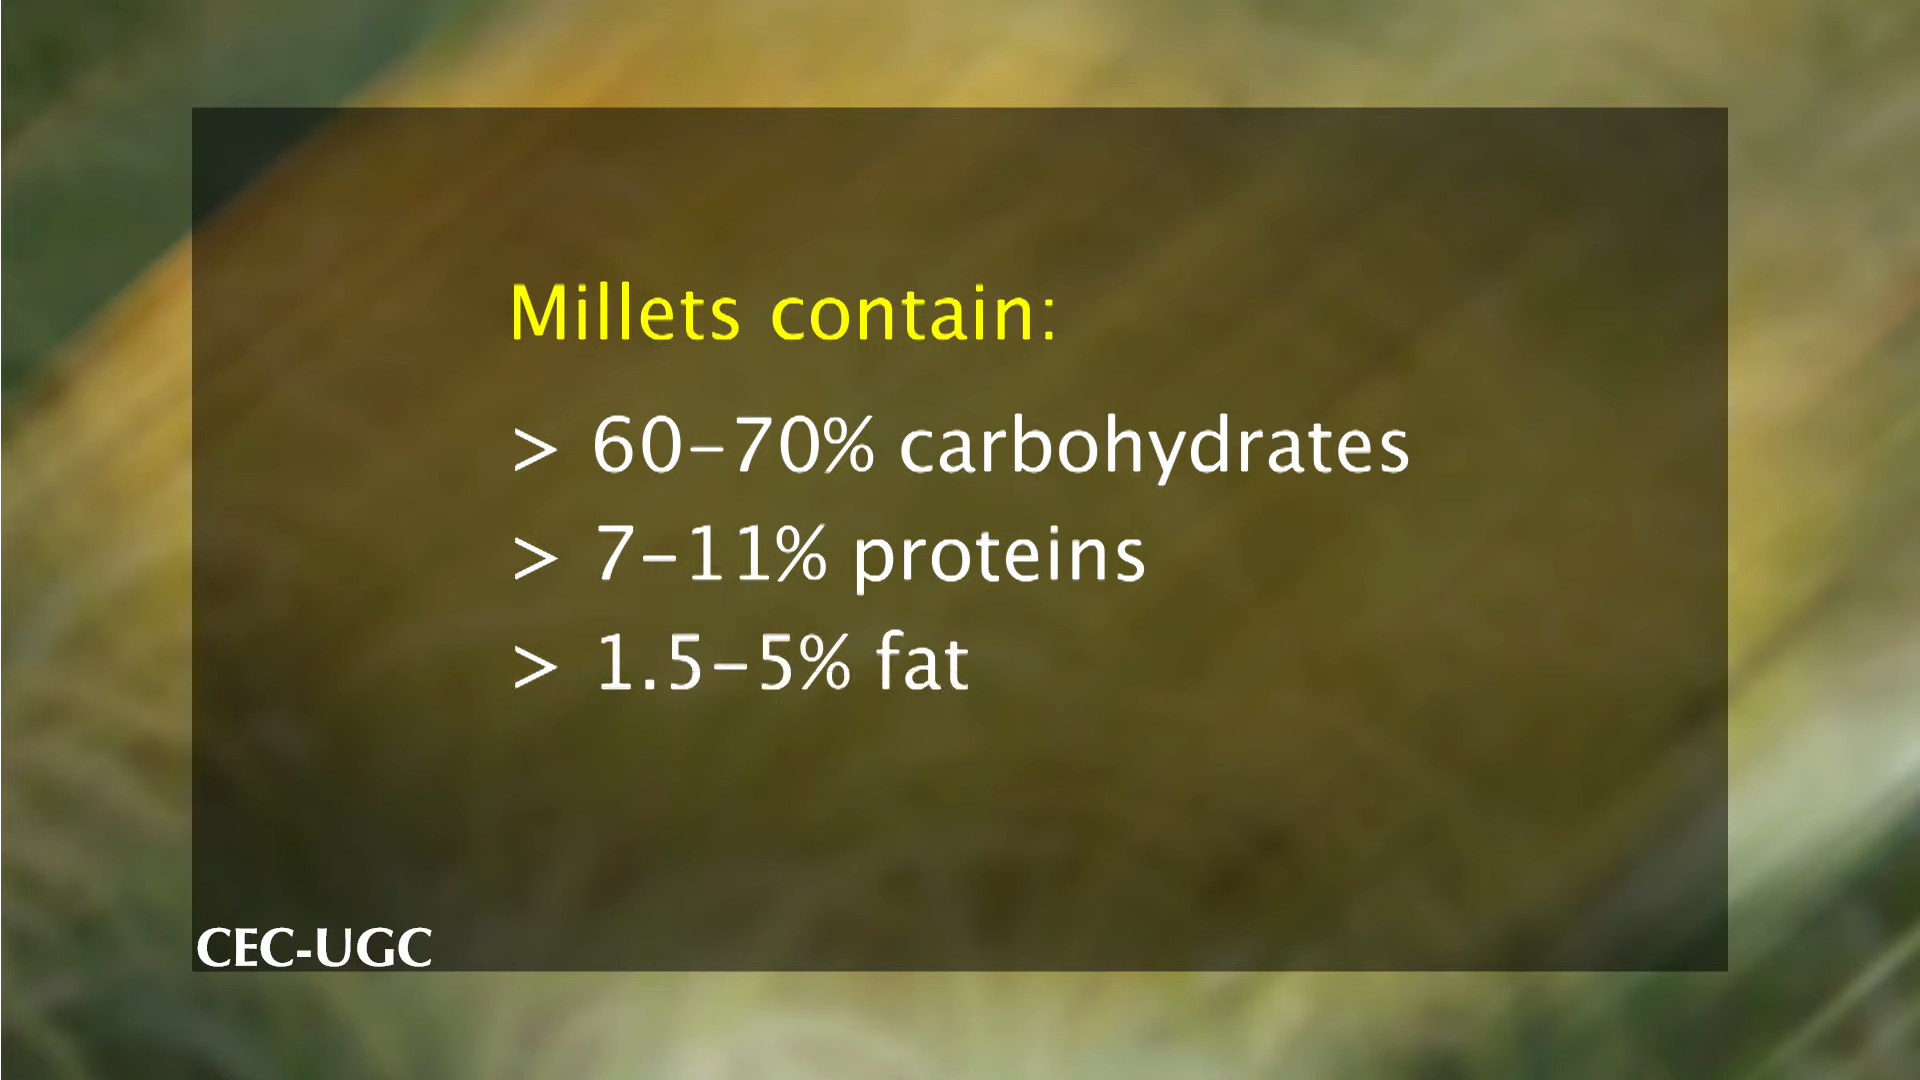 Millets contain:
> 60-70% carbohydrates
> 7-11% proteins
> 1.5-5% fat
CEC-UGC